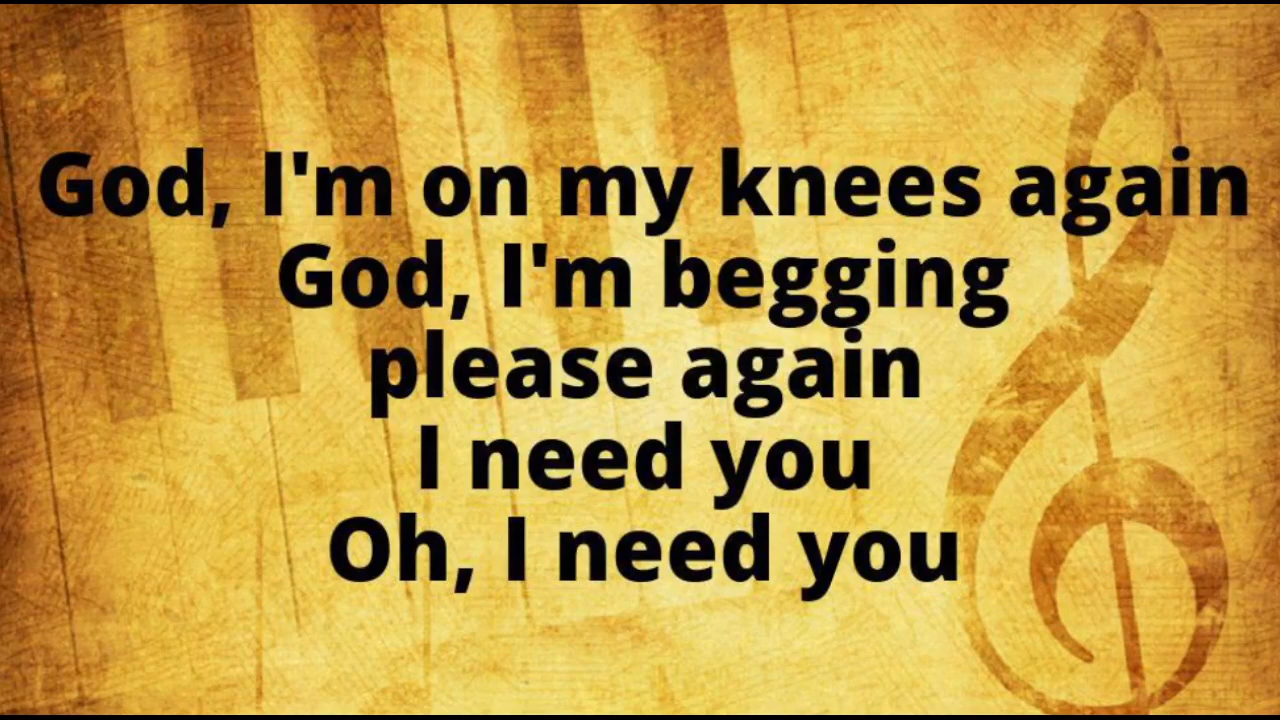 God, I'm on my knees again
God, I'm begging
please again
I need you
Oh, I need you